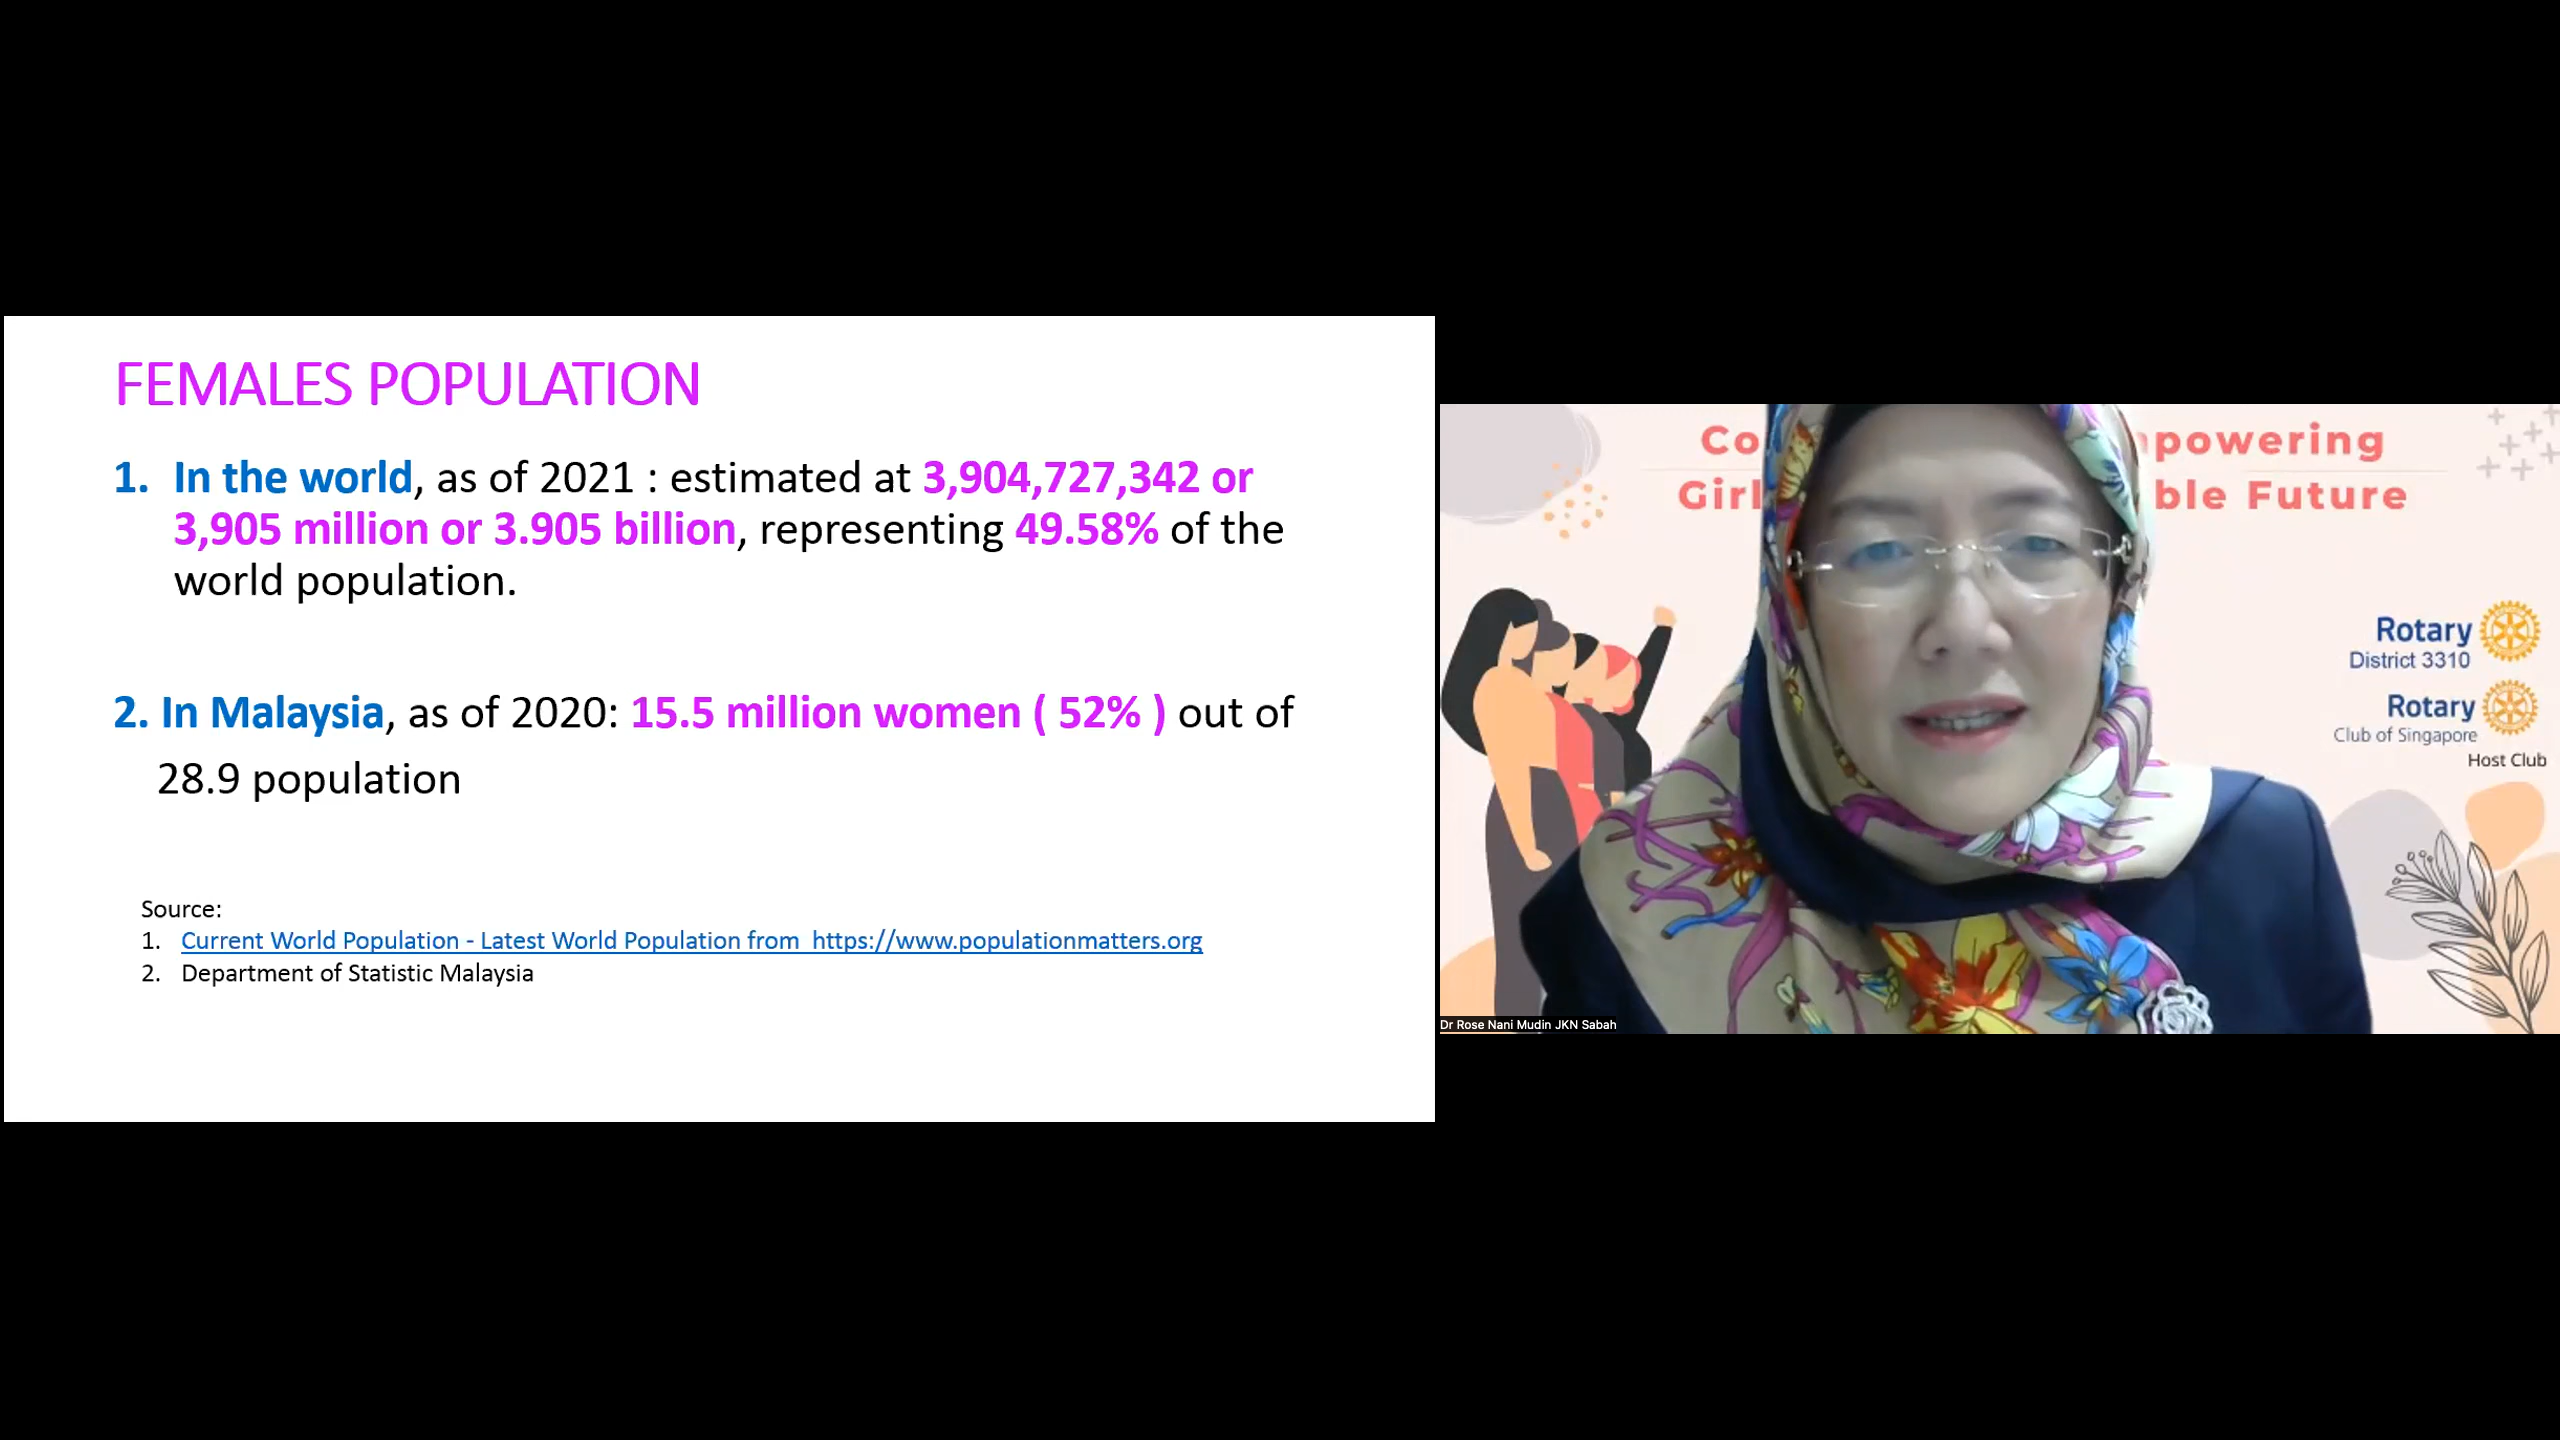 FEMALES POPULATION
1. In the world, as of 2021 : estimated at 3,904,727,342 or
3,905 million or 3.905 billion, representing 49.58% of the
world population.
2. In Malaysia, as of 2020: 15.5 million women ( 52% ) out of
28.9 population
Source:
1. Current World Population - Latest World Population from https://www.populationmatters.org
2. Department of Statistic Malaysia
Co powering
Girl ble Future
Rotary
District 3310
Rotary
Club of Singapore
Host Club
Dr Rose Nani Mudin JKN Sabah